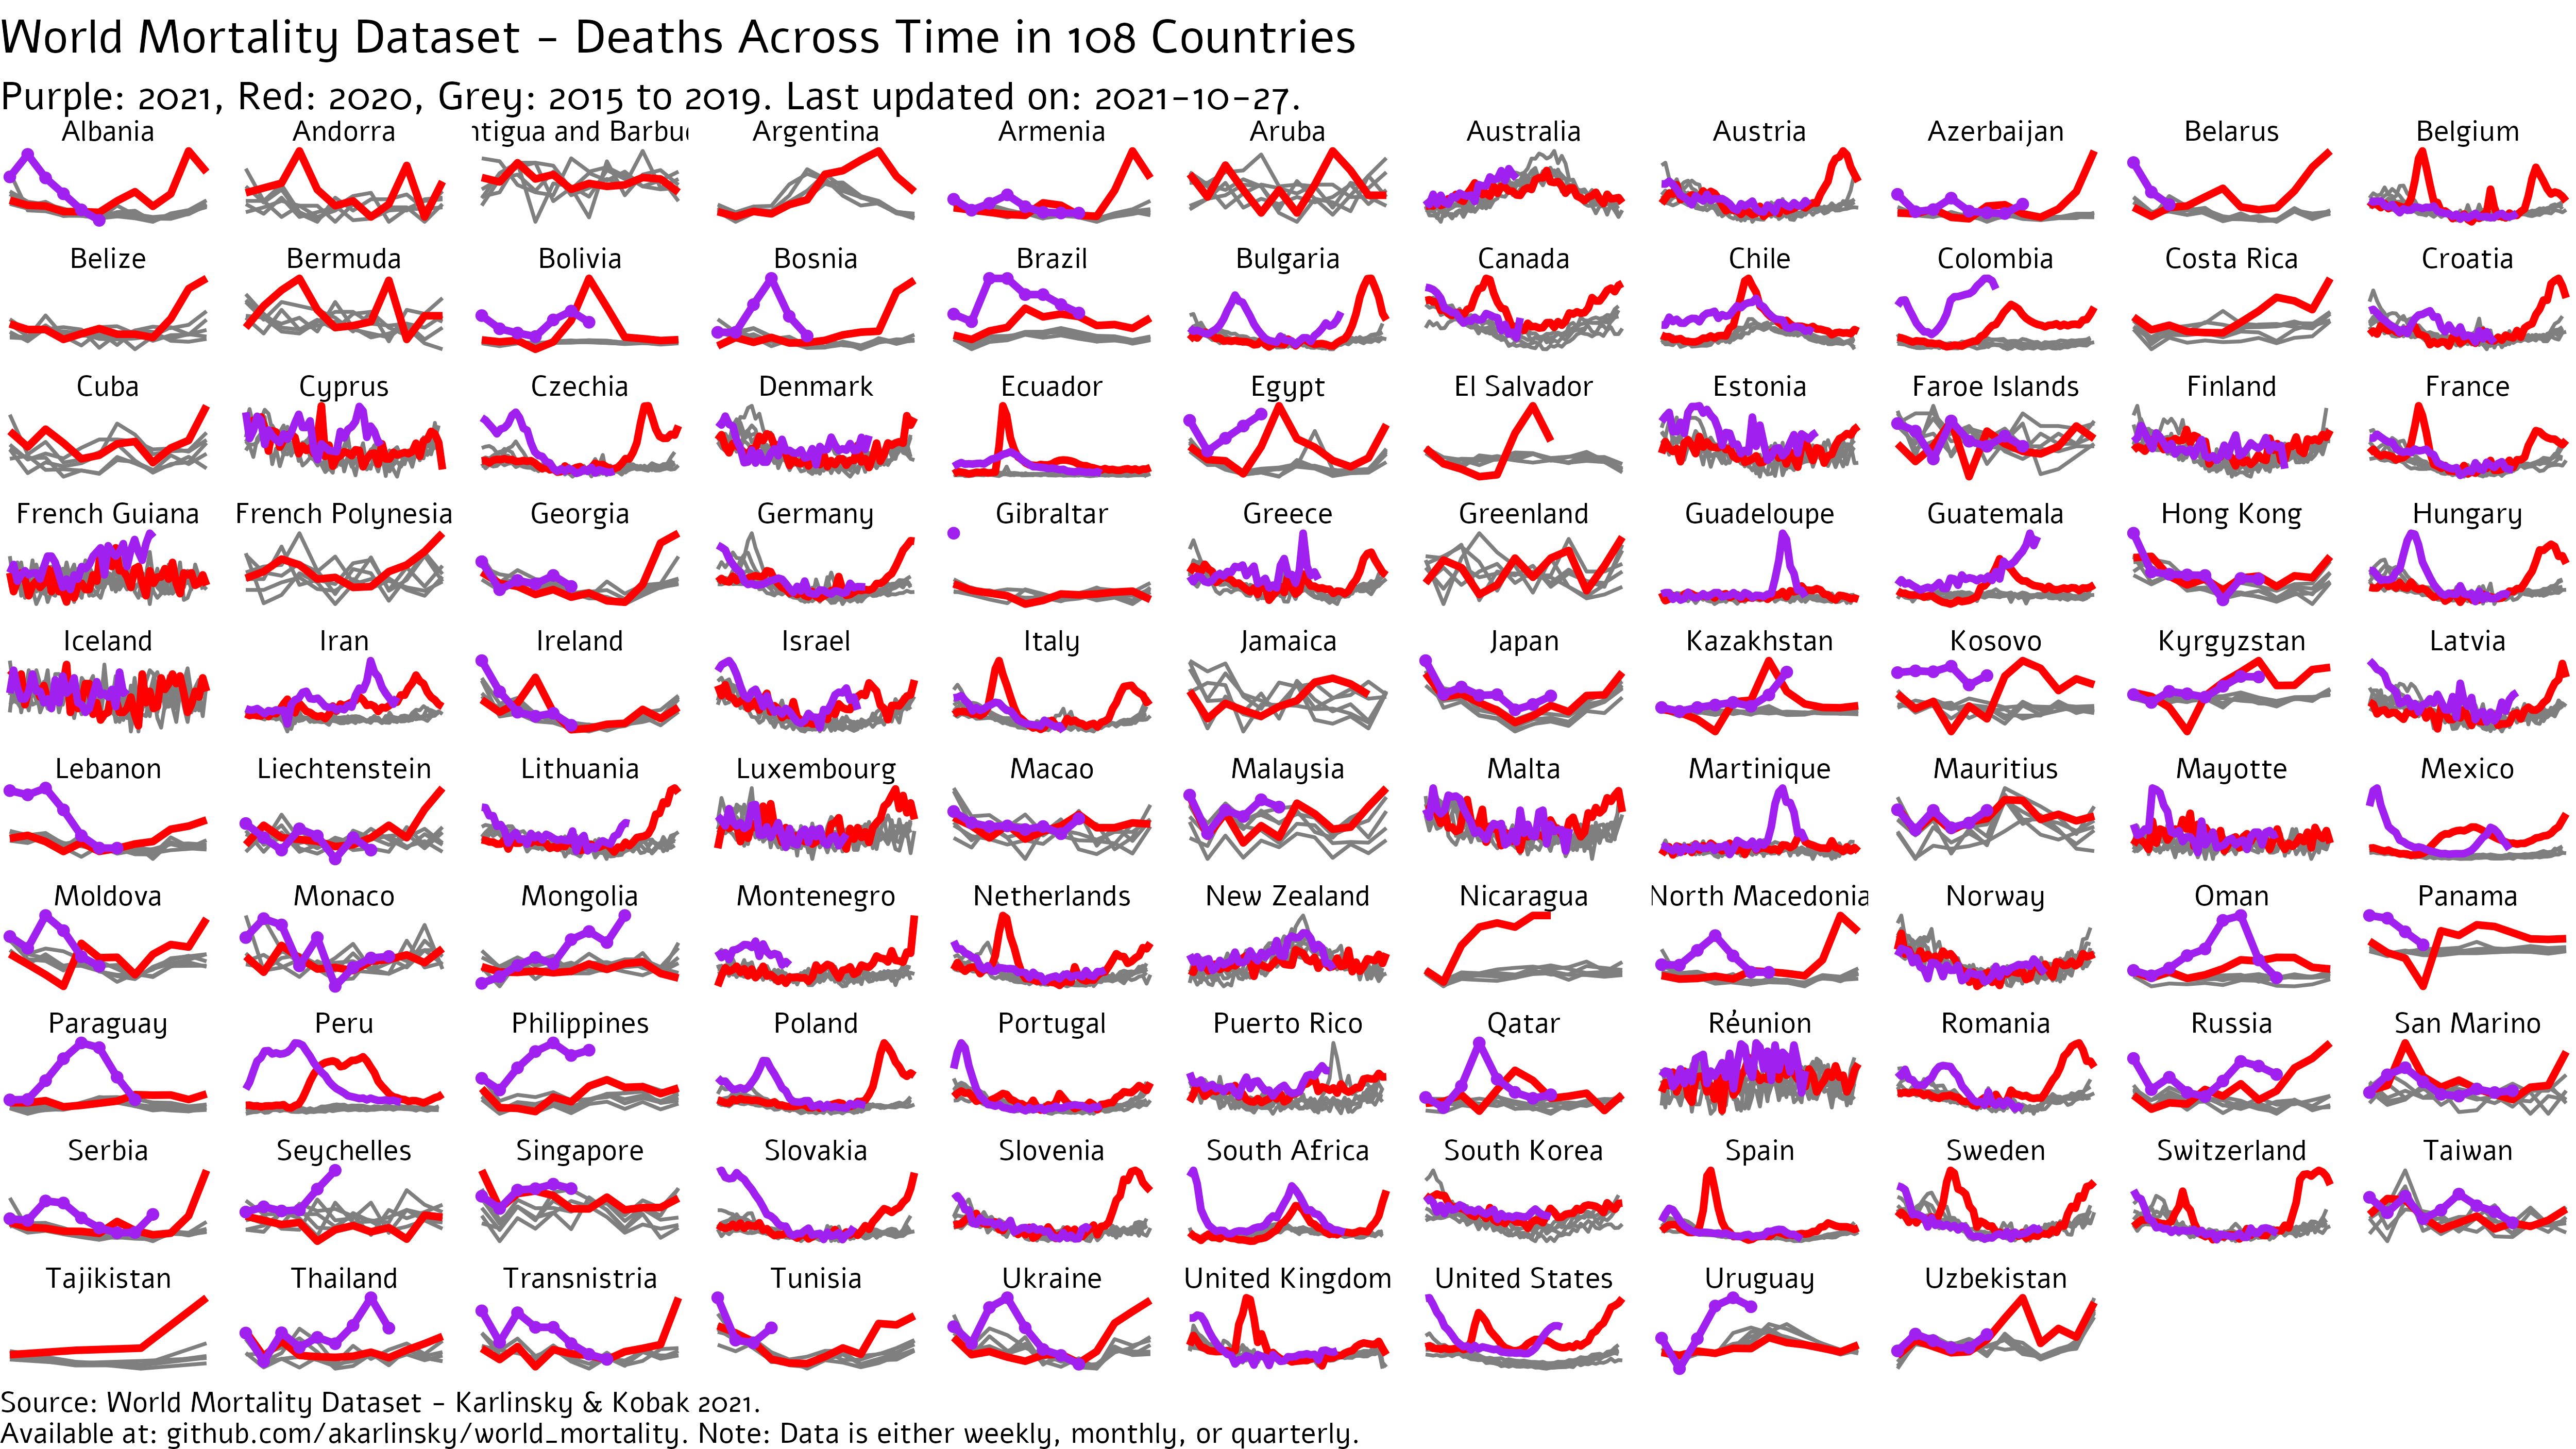 World Mortality Dataset - Deaths Across Time in 108 Countries
Purple: 2021, Red: 2020, Grey: 2015 to 2019. Last updated on: 2021-10-27.
Albania Andorra ntigua and Barbu Argentina Armenia Aruba Australia Austria Azerbaijan Belarus Belgium
Belize Bermuda Bolivia Bosnia Brazil Bulgaria Canada Chile Colombia Costa Rica Croatia
Cuba Cyprus Czechia Denmark Ecuador Egypt El Salvador Estonia Faroe Islands Finland France
French Guiana French Polynesia Georgia Germany Gibraltar Greece Greenland Guadeloupe Guatemala Hong Kong Hungary
Iceland Iran Ireland Israel Italy Jamaica Japan Kazakhstan Kosovo Kyrgyzstan Latvia
Lebanon Liechtenstein Lithuania Luxembourg Macao Malaysia Malta Martinique Mauritius Mayotte Mexico
Moldova Monaco Mongolia Montenegro Netherlands New Zealand Nicaragua North Macedonia Norway Oman Panama
Paraguay Peru Philippines Poland Portugal Puerto Rico Qatar Réunion Romania Russia San Marino
Serbia Seychelles Singapore Slovakia Slovenia South Africa South Korea Spain Sweden Switzerland Taiwan
Tajikistan Thailand Transnistria Tunisia Ukraine United Kingdom United States Uruguay Uzbekistan
Source: World Mortality Dataset - Karlinsky & Kobak 2021.
Available at: github.com/akarlinsky/world_mortality. Note: Data is either weekly, monthly, or quarterly.